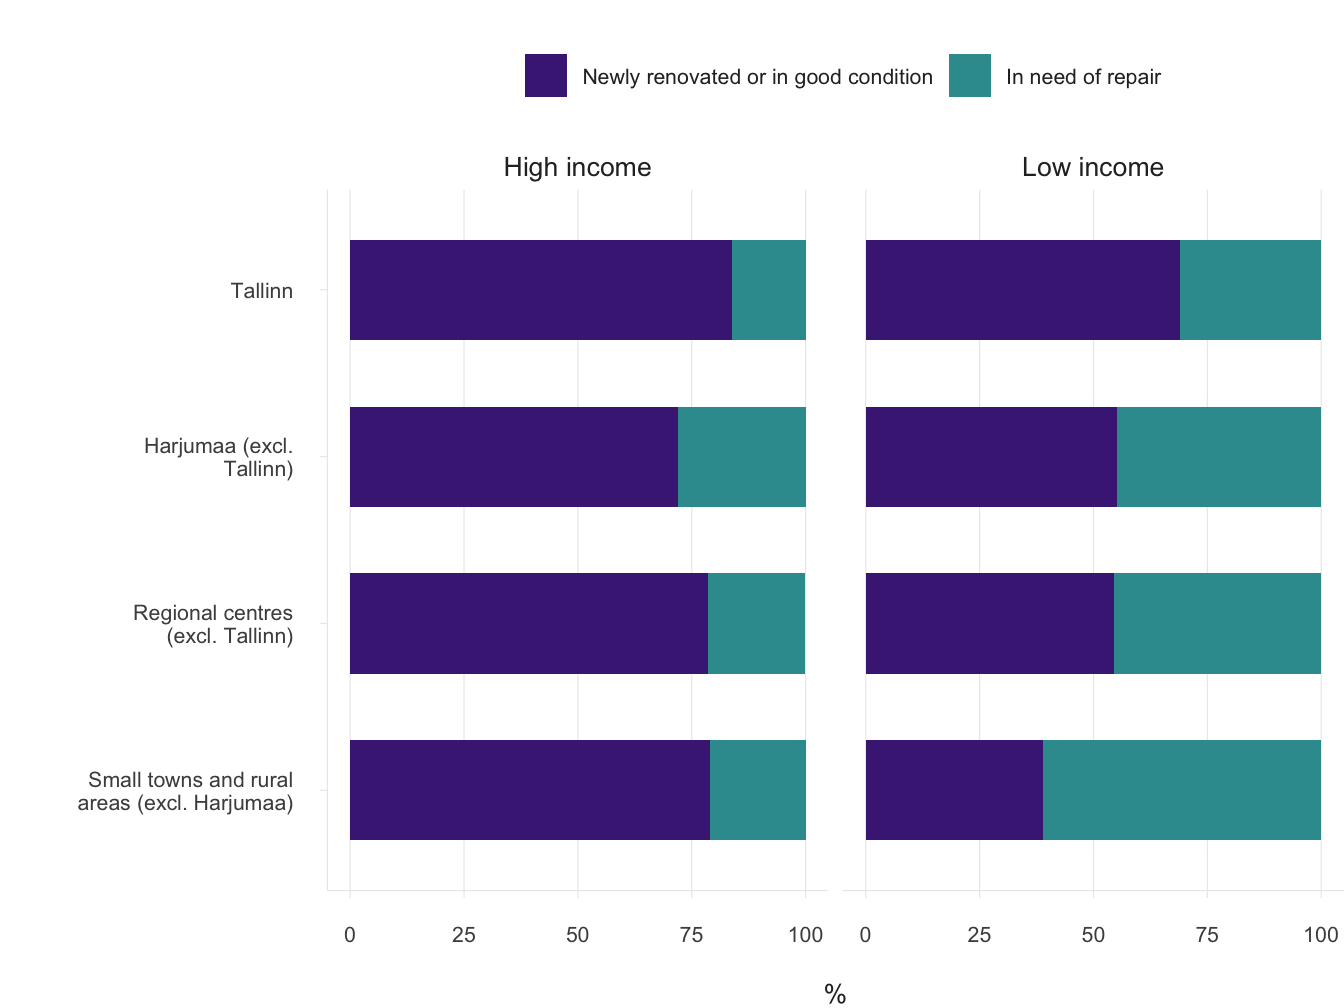 Newly renovated or in good condition
In need of repair
High income
Low income
Tallinn
Harjumaa (excl.
Tallinn)
Regional centres
(excl. Tallinn)
Small towns and rural
areas (excl. Harjumaa)
0 25 50 75 100
0 25 50 75 100
%